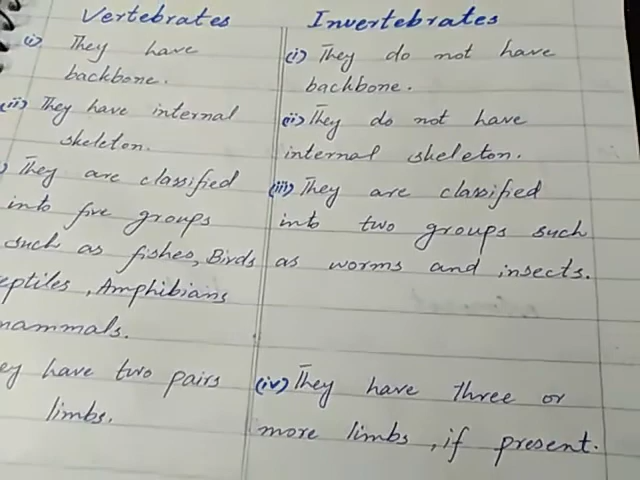 Vertebrates
(i) They have
backbone.
(ii) They have internal
skeleton.
) They are classified
into five groups
such as fishes, Birds
eptiles, Amphibians
mammals.
ey have two pairs
limbs.
Invertebrates
(i) They do not have
backbone.
(ii) They do not have
internal skeleton.
(iii) They are classified
into two groups such
as worms and insects.
(iv) They have three or
more limbs, if present.